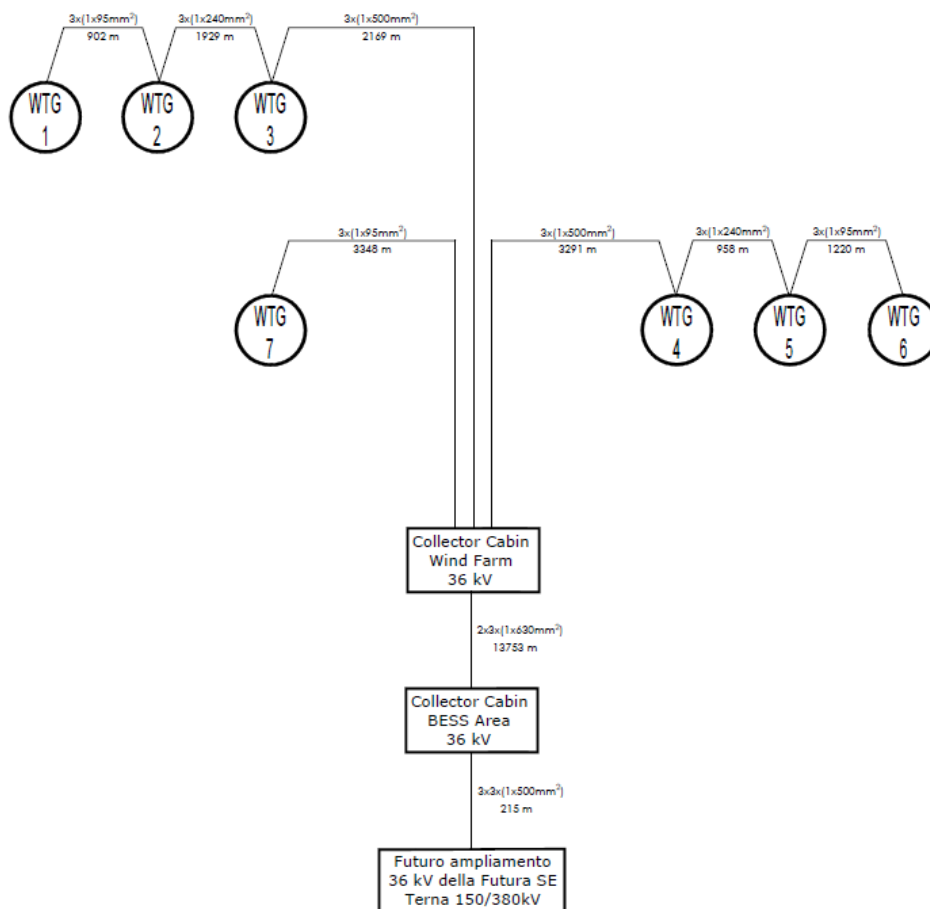 3x(1x95mm²)
902 m
3x(1x240mm²)
1929 m
3x(1x500mm²)
2169 m
WTG
1
WTG
2
WTG
3
3x(1x95mm²)
3348 m
3x(1x500mm²)
3291 m
3x(1x240mm²)
958 m
3x(1x95mm²)
1220 m
WTG
7
WTG
4
WTG
5
WTG
6
Collector Cabin
Wind Farm
36 kV
2x3x(1x630mm²)
13753 m
Collector Cabin
BESS Area
36 kV
3x3x(1x500mm²)
215 m
Futuro ampliamento
36 kV della Futura SE
Terna 150/380kV